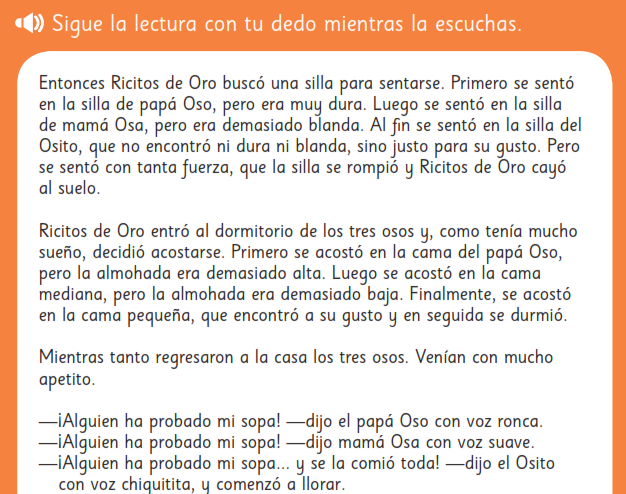 Sigue la lectura con tu dedo mientras la escuchas.
Entonces Ricitos de Oro buscó una silla para sentarse. Primero se sentó
en la silla de papá Oso, pero era muy dura. Luego se sentó en la silla
de mamá Osa, pero era demasiado blanda. Al fin se sentó en la silla del
Osito, que no encontró ni dura ni blanda, sino justo para su gusto. Pero
se sentó con tanta fuerza, que la silla se rompió y Ricitos de Oro cayó
al suelo.
Ricitos de Oro entró al dormitorio de los tres osos y, como tenía mucho
sueño, decidió acostarse. Primero se acostó en la cama del papá Oso,
pero la almohada era demasiado alta. Luego se acostó en la cama
mediana, pero la almohada era demasiado baja. Finalmente, se acostó
en la cama pequeña, que encontró a su gusto y en seguida se durmió.
Mientras tanto regresaron a la casa los tres osos. Venían con mucho
apetito.
—¡Alguien ha probado mi sopa! —dijo el papá Oso con voz ronca.
—¡Alguien ha probado mi sopa! —dijo mamá Osa con voz suave.
—¡Alguien ha probado mi sopa... y se la comió toda! —dijo el Osito
con voz chiquitita, y comenzó a llorar.